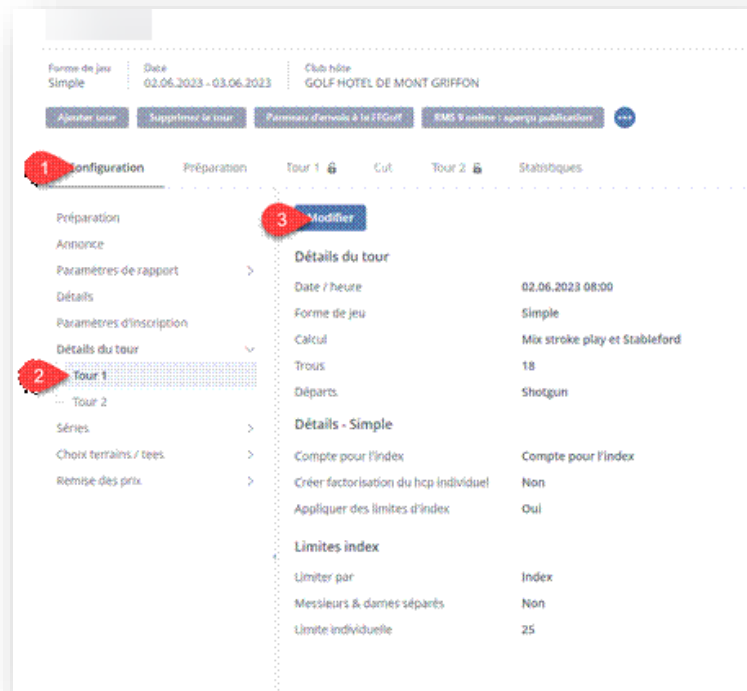 Forme de jeu Date Club hôte
Simple 02.06.2023 - 03.06.2023 GOLF HOTEL DE MONT GRIFFON
Ajouter tour Supprimez le tour Panneau d'envois à la FFGolf RMS 9 online : aperçu publication
1 Configuration Préparation Tour 1 Cut Tour 2 Statistiques
Préparation
3 Modifier
Annonce
Détails du tour
Paramètres de rapport
Date / heure 02.06.2023 08:00
Détails
Forme de jeu Simple
Paramètres d'inscription
Calcul Mix stroke play et Stableford
Détails du tour
Trous 18
2 Tour 1
Départs Shotgun
Tour 2
Séries
Détails - Simple
Choix terrains / tees
Compte pour l'index Compte pour l'index
Remise des prix
Créer factorisation du hcp individuel Non
Appliquer des limites d'index Oui
Limites index
Limiter par Index
Messieurs & dames séparés Non
Limite individuelle 25